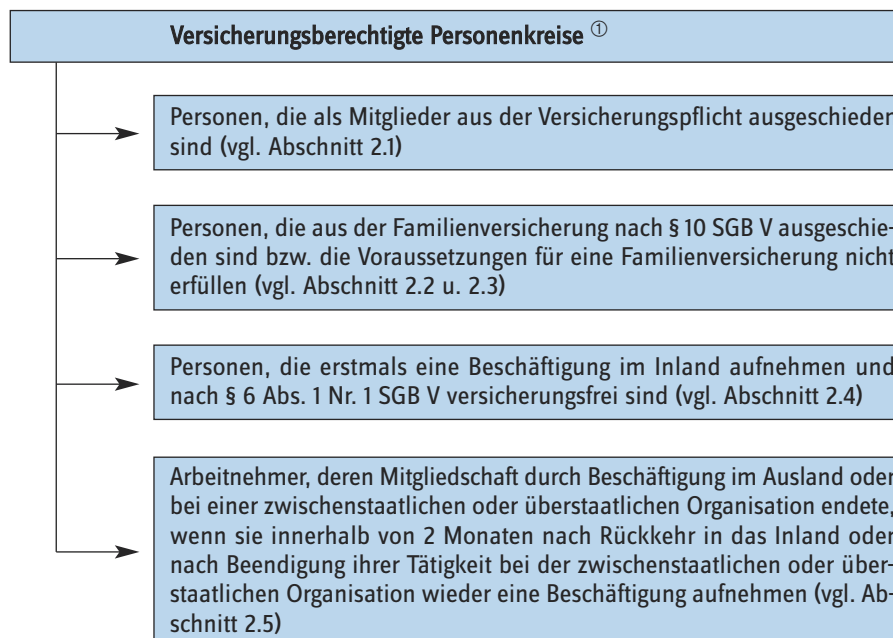 Versicherungsberechtigte Personenkreise ①
Personen, die als Mitglieder aus der Versicherungspflicht ausgeschieden
sind (vgl. Abschnitt 2.1)
Personen, die aus der Familienversicherung nach § 10 SGB V ausgeschie-
den sind bzw. die Voraussetzungen für eine Familienversicherung nicht
erfüllen (vgl. Abschnitt 2.2 u. 2.3)
Personen, die erstmals eine Beschäftigung im Inland aufnehmen und
nach § 6 Abs. 1 Nr. 1 SGB V versicherungsfrei sind (vgl. Abschnitt 2.4)
Arbeitnehmer, deren Mitgliedschaft durch Beschäftigung im Ausland oder
bei einer zwischenstaatlichen oder überstaatlichen Organisation endete,
wenn sie innerhalb von 2 Monaten nach Rückkehr in das Inland oder
nach Beendigung ihrer Tätigkeit bei der zwischenstaatlichen oder über-
staatlichen Organisation wieder eine Beschäftigung aufnehmen (vgl. Ab-
schnitt 2.5)